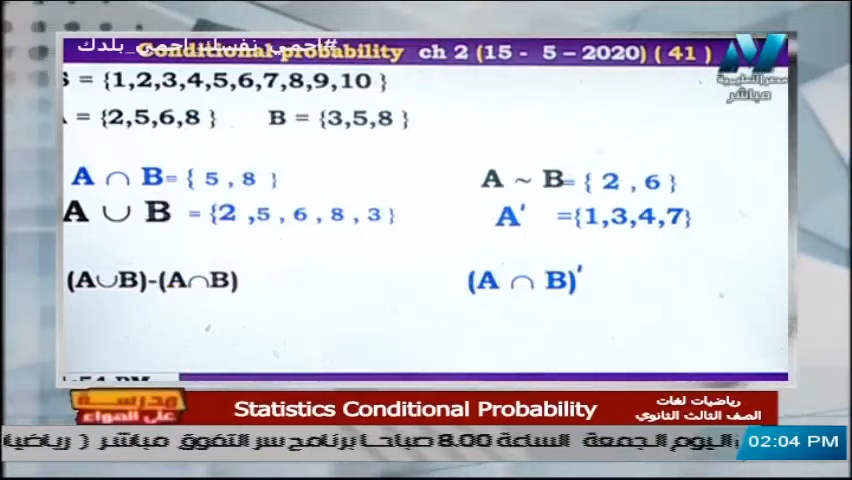 #احمي_نفسك_احمي_بلدك
Conditional probability ch 2 (15 - 5 - 2020) ( 41 )
مصر التعليمية
مباشر
= {1,2,3,4,5,6,7,8,9,10 }
= {2,5,6,8 } B = {3,5,8 }
A ∩ B= { 5 , 8 } A ~ B= { 2 , 6 }
A ∪ B = {2 ,5 , 6 , 8 , 3 } A' ={1,3,4,7}
(A∪B)-(A∩B) (A ∩ B)'
:54 PM
مدرسة على الهواء
Statistics Conditional Probability
رياضيات لغات
الصف الثالث الثانوي
اليوم الجمعة الساعة 8.00 صباحا برنامج سر التفوق مباشر ( رياضيا
02:04 PM